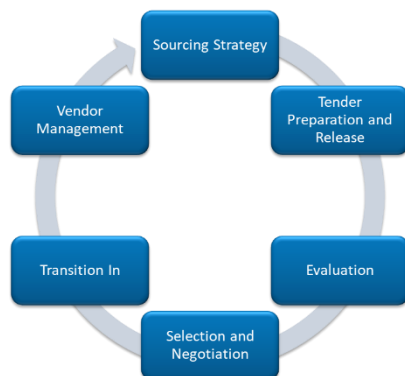 Sourcing Strategy
Tender
Preparation and
Release
Evaluation
Selection and
Negotiation
Transition In
Vendor
Management